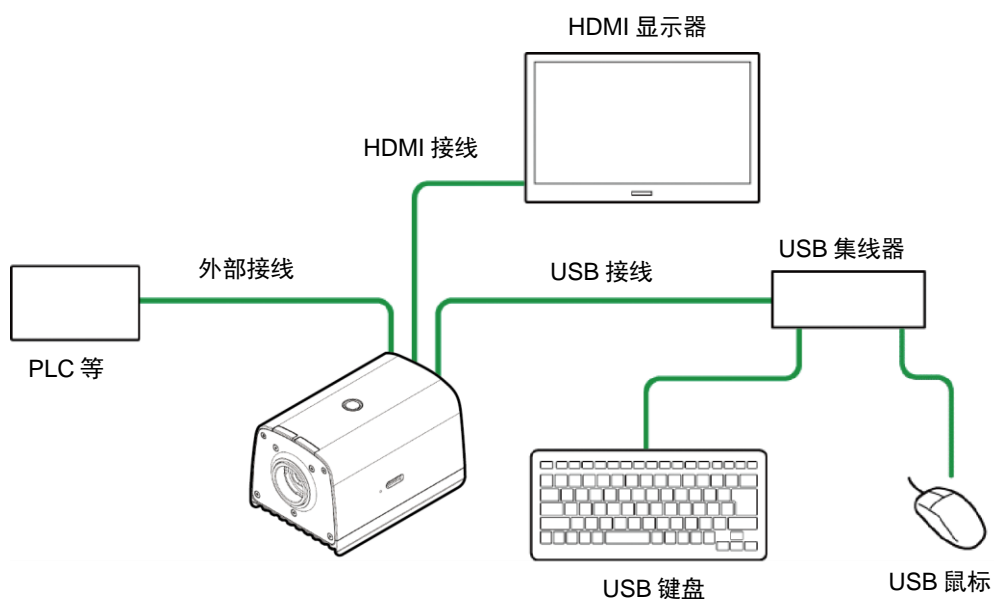 HDMI 显示器
HDMI 接线
外部接线
USB 接线
USB 集线器
PLC 等
USB 键盘
USB 鼠标